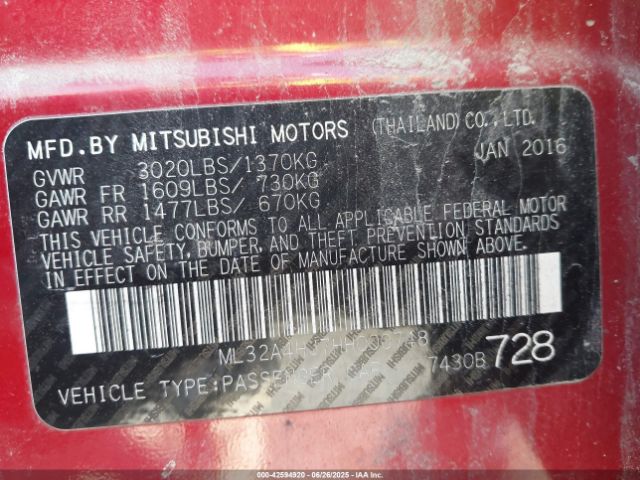 MFD.BY MITSUBISHI MOTORS (THAILAND) CO.,LTD.
GVWR 3020LBS/1370KG JAN 2016
GAWR FR 1609LBS/ 730KG
GAWR RR 1477LBS/ 670KG
THIS VEHICLE CONFORMS TO ALL APPLICABLE FEDERAL MOTOR
VEHICLE SAFETY, BUMPER, AND THEFT PREVENTION STANDARDS
IN EFFECT ON THE DATE OF MANUFACTURE SHOWN ABOVE.
7430B 728
VEHICLE TYPE:PASSENGER CAR
MITSUBISHI
000-42594920 | 06/26/2025 | IAA Inc.